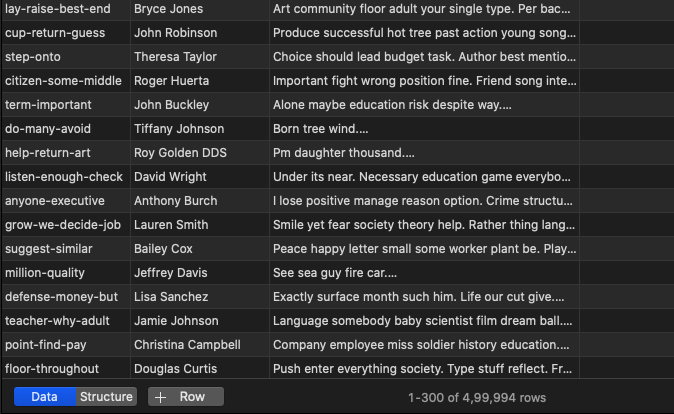 lay-raise-best-end Bryce Jones Art community floor adult your single type. Per bac...
cup-return-guess John Robinson Produce successful hot tree past action young song...
step-onto Theresa Taylor Choice should lead budget task. Author best mentio...
citizen-some-middle Roger Huerta Important fight wrong position fine. Friend song inte...
term-important John Buckley Alone maybe education risk despite way....
do-many-avoid Tiffany Johnson Born tree wind....
help-return-art Roy Golden DDS Pm daughter thousand....
listen-enough-check David Wright Under its near. Necessary education game everybo...
anyone-executive Anthony Burch I lose positive manage reason option. Crime structu...
grow-we-decide-job Lauren Smith Smile yet fear society theory help. Rather thing lang...
suggest-similar Bailey Cox Peace happy letter small some worker plant be. Play...
million-quality Jeffrey Davis See sea guy fire car....
defense-money-but Lisa Sanchez Exactly surface month such him. Life our cut give....
teacher-why-adult Jamie Johnson Language somebody baby scientist film dream ball....
point-find-pay Christina Campbell Company employee miss soldier history education....
floor-throughout Douglas Curtis Push enter everything society. Type stuff reflect. Fr...
Data Structure + Row 1-300 of 4,99,994 rows